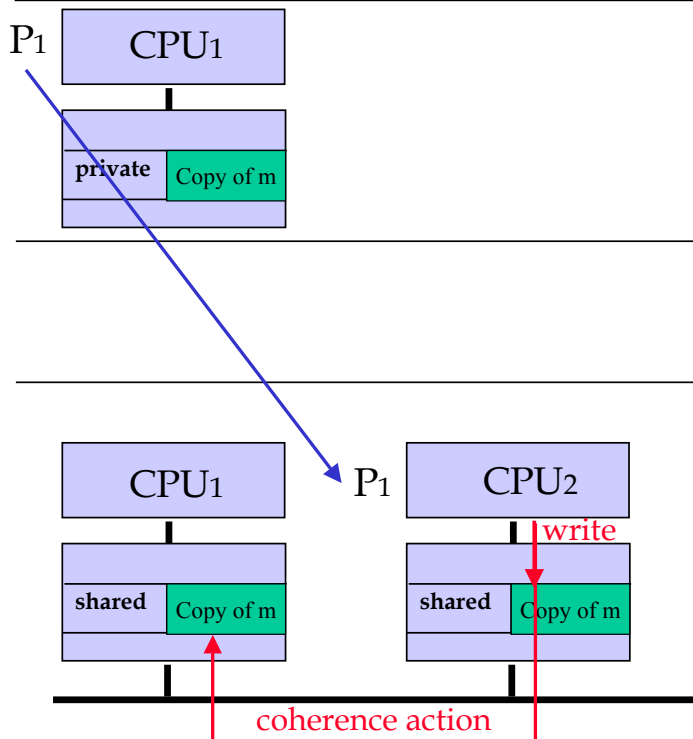 P1 CPU1
private Copy of m
CPU1 P1 CPU2
write
shared Copy of m shared Copy of m
coherence action